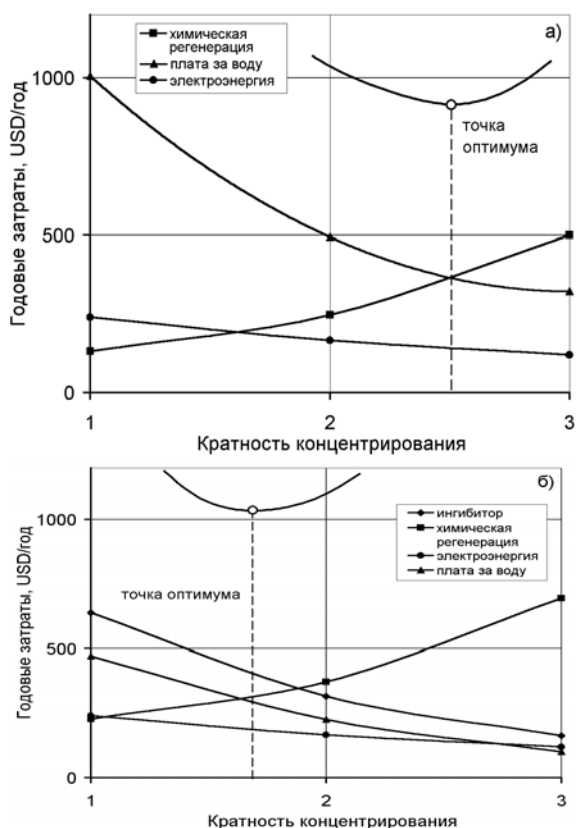 а)
химическая
регенерация
плата за воду
электроэнергия
точка
оптимума
Годовые затраты, USD/год
1000
500
0
1 2 3
Кратность концентрирования
б)
ингибитор
химическая
регенерация
электроэнергия
плата за воду
точка оптимума
Годовые затраты, USD/год
1000
500
0
1 2 3
Кратность концентрирования